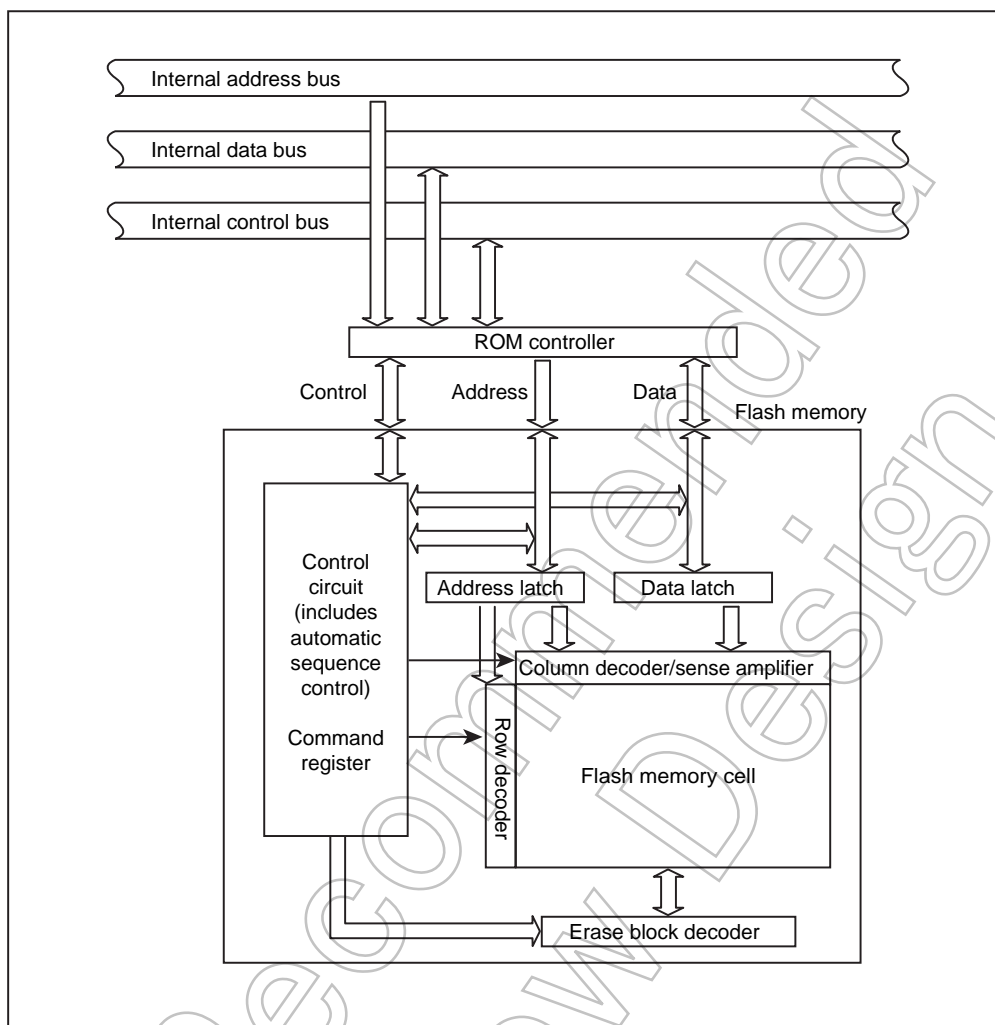 Internal address bus
Internal data bus
Internal control bus
ROM controller
Control
Address
Data
Flash memory
Control
circuit
(includes
automatic
sequence
control)
Command
register
Address latch
Data latch
Column decoder/sense amplifier
Row decoder
Flash memory cell
Erase block decoder
Recommended
w Design